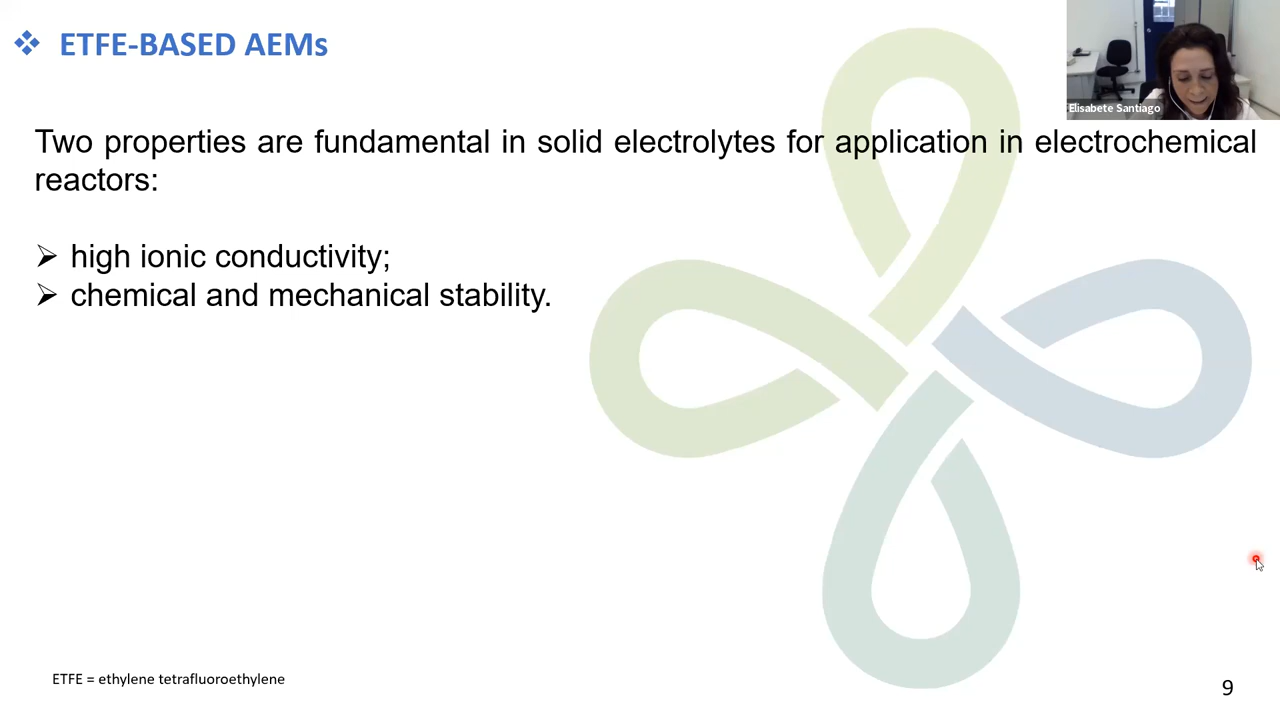 ETFE-BASED AEMs
Elisabete Santiago
Two properties are fundamental in solid electrolytes for application in electrochemical
reactors:
high ionic conductivity;
chemical and mechanical stability.
ETFE = ethylene tetrafluoroethylene
9